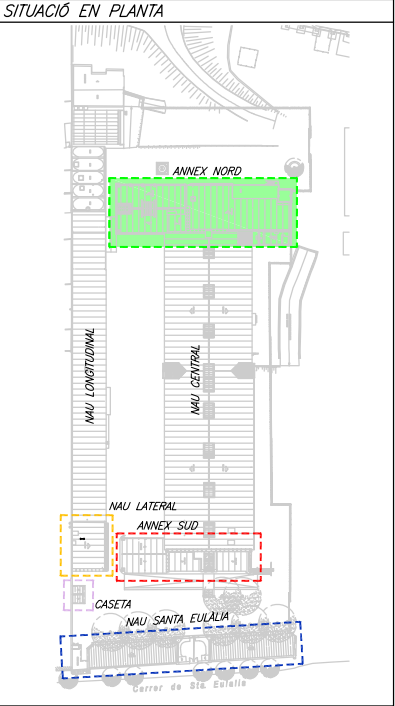 SITUACIÓ EN PLANTA
ANNEX NORD
NAU LONGITUDINAL
NAU CENTRAL
NAU LATERAL
ANNEX SUD
CASETA
NAU SANTA EULÀLIA
Carrer de Sta. Eulalia